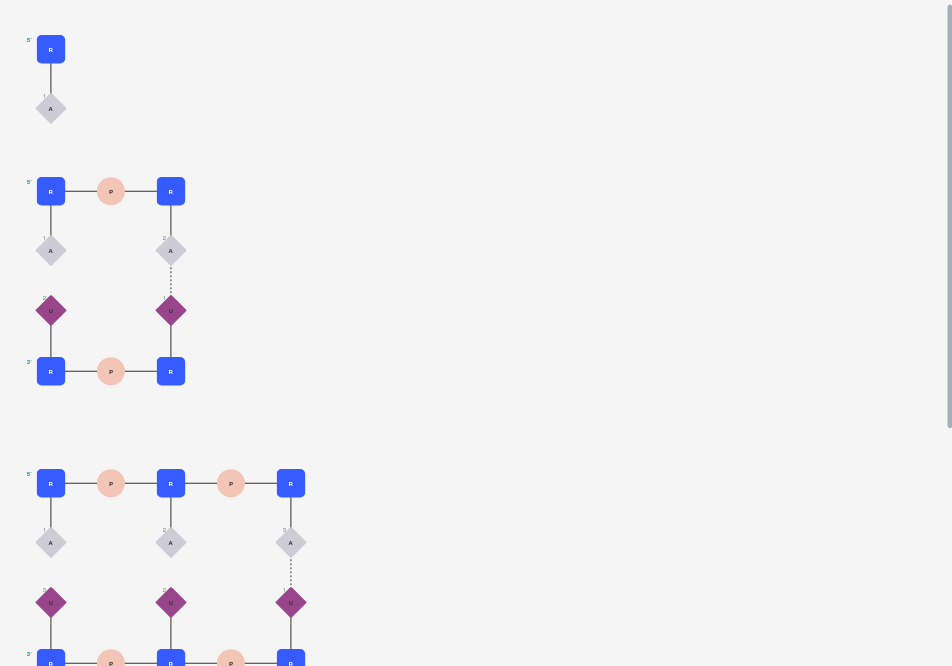 5' R
1 A
5' R P R
1 A 2 A
2 U 1 U
3' R P R
5' R P R P R
1 A 2 A 3 A
3 U 2 U 1 U
3' R P R P R